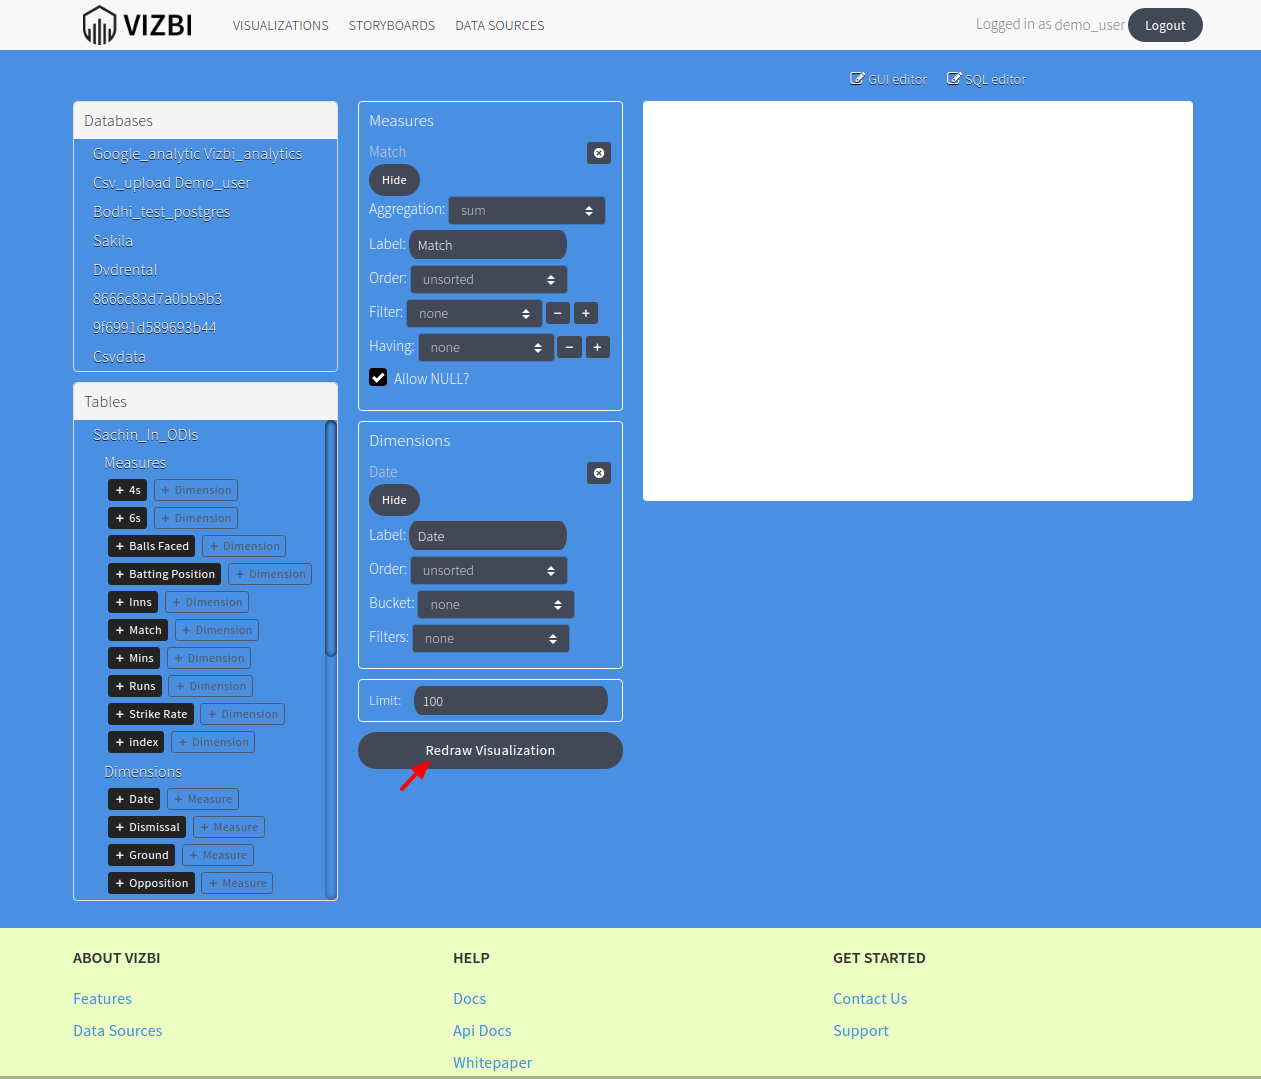 VIZBI VISUALIZATIONS STORYBOARDS DATA SOURCES Logged in as demo_user Logout
GUI editor SQL editor
Databases
Google_analytic Vizbi_analytics
Csv_upload Demo_user
Bodhi_test_postgres
Sakila
Dvdrental
8666c83d7a0bb9b3
9f6991d589693b44
Csvdata
Tables
Sachin_In_ODIs
Measures
+ 4s + Dimension
+ 6s + Dimension
+ Balls Faced + Dimension
+ Batting Position + Dimension
+ Inns + Dimension
+ Match + Dimension
+ Mins + Dimension
+ Runs + Dimension
+ Strike Rate + Dimension
+ index + Dimension
Dimensions
+ Date + Measure
+ Dismissal + Measure
+ Ground + Measure
+ Opposition + Measure
Measures
Match
Hide
Aggregation: sum
Label: Match
Order: unsorted
Filter: none − +
Having: none − +
Allow NULL?
Dimensions
Date
Hide
Label: Date
Order: unsorted
Bucket: none
Filters: none
Limit: 100
Redraw Visualization
ABOUT VIZBI
Features
Data Sources
HELP
Docs
Api Docs
Whitepaper
GET STARTED
Contact Us
Support